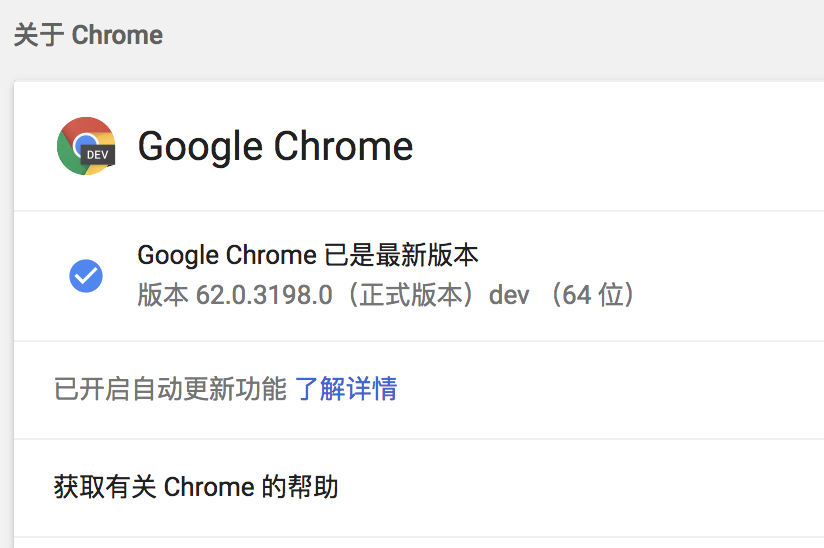 关于 Chrome
DEV
Google Chrome
Google Chrome 已是最新版本
版本 62.0.3198.0（正式版本）dev （64 位）
已开启自动更新功能 了解详情
获取有关 Chrome 的帮助